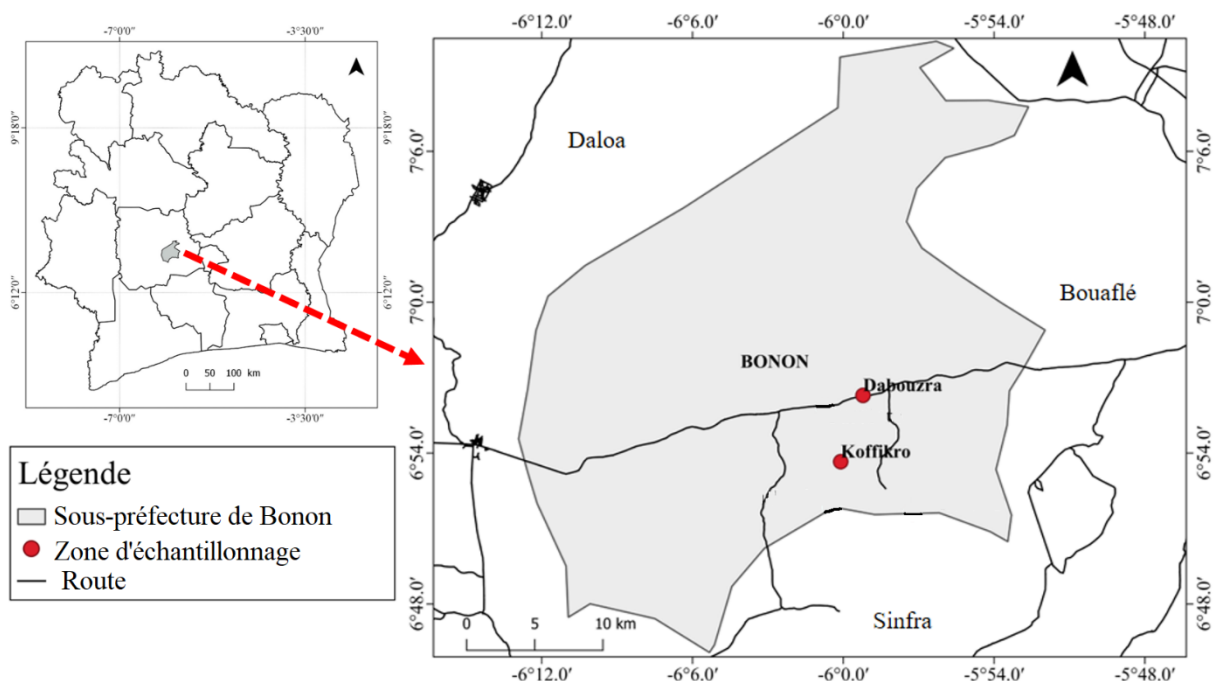 -7°0'0"
-3°30'0"
9°18'0"
9°18'0"
6°12'0"
6°12'0"
0 50 100 km
-7°0'0"
-3°30'0"
Légende
Sous-préfecture de Bonon
Zone d'échantillonnage
Route
-6°12.0'
-6°6.0'
-6°0.0'
-5°54.0'
-5°48.0'
7°6.0'
7°6.0'
7°0.0'
7°0.0'
6°54.0'
6°54.0'
6°48.0'
6°48.0'
Daloa
Bouaflé
BONON
Dabouzra
Koffikro
Sinfra
0 5 10 km
-6°12.0'
-6°6.0'
-6°0.0'
-5°54.0'
-5°48.0'